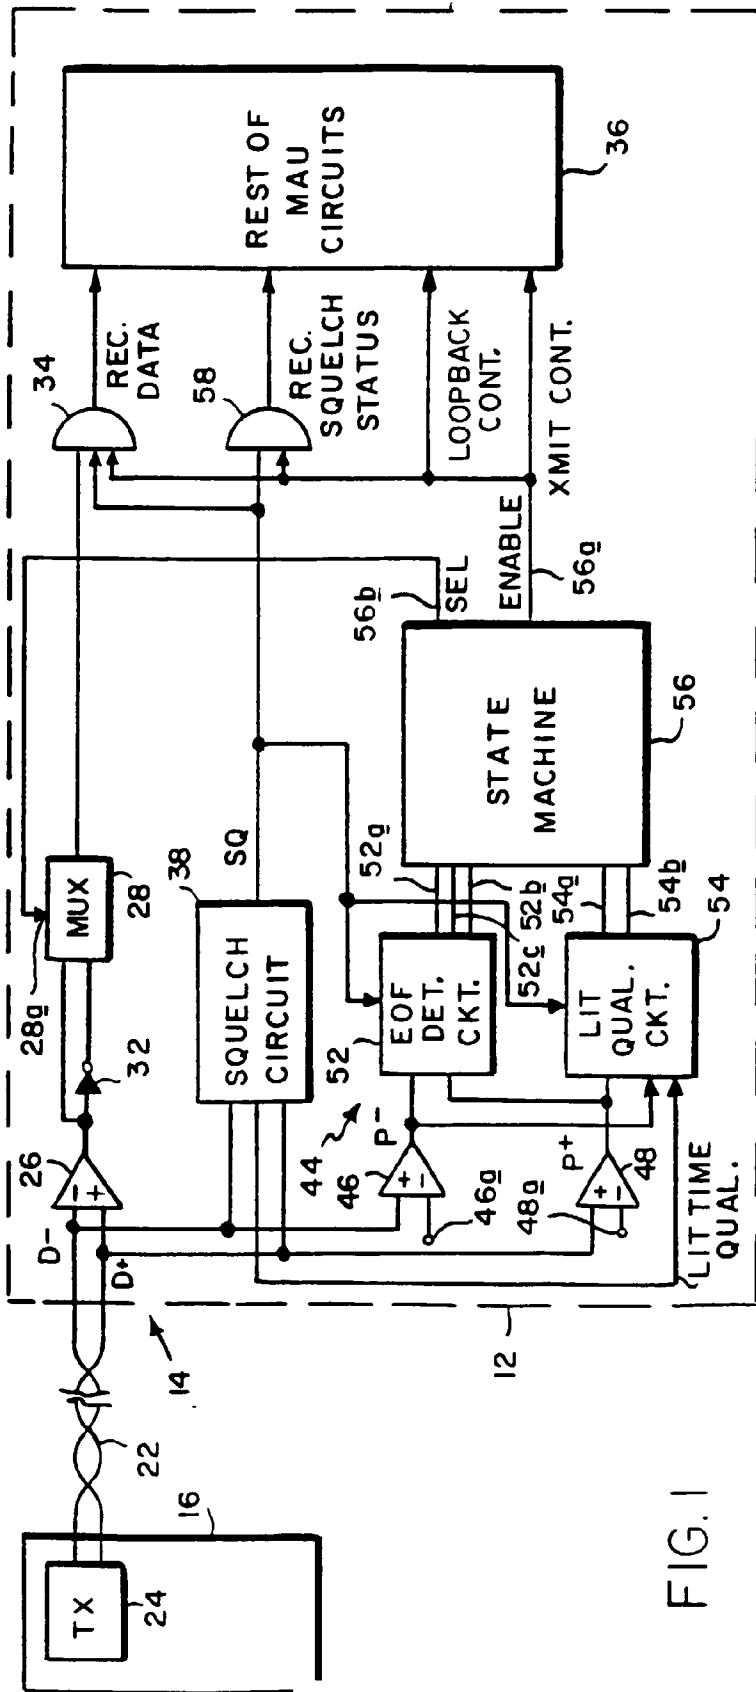 TX
24
16
22
14
12
D-
D+
26
-
+
32
28a
MUX
28
SQUELCH
CIRCUIT
38
SQ
44
P-
46
+
-
46a
P+
48
+
-
48a
LIT TIME
QUAL.
52
EOF
DET.
CKT.
52a
52b
52c
LIT
QUAL.
CKT.
54
54a
54b
STATE
MACHINE
56
56b
SEL
ENABLE
56a
34
REC.
DATA
58
REC.
SQUELCH
STATUS
LOOPBACK
CONT.
XMIT CONT.
REST OF
MAU
CIRCUITS
36
FIG. 1